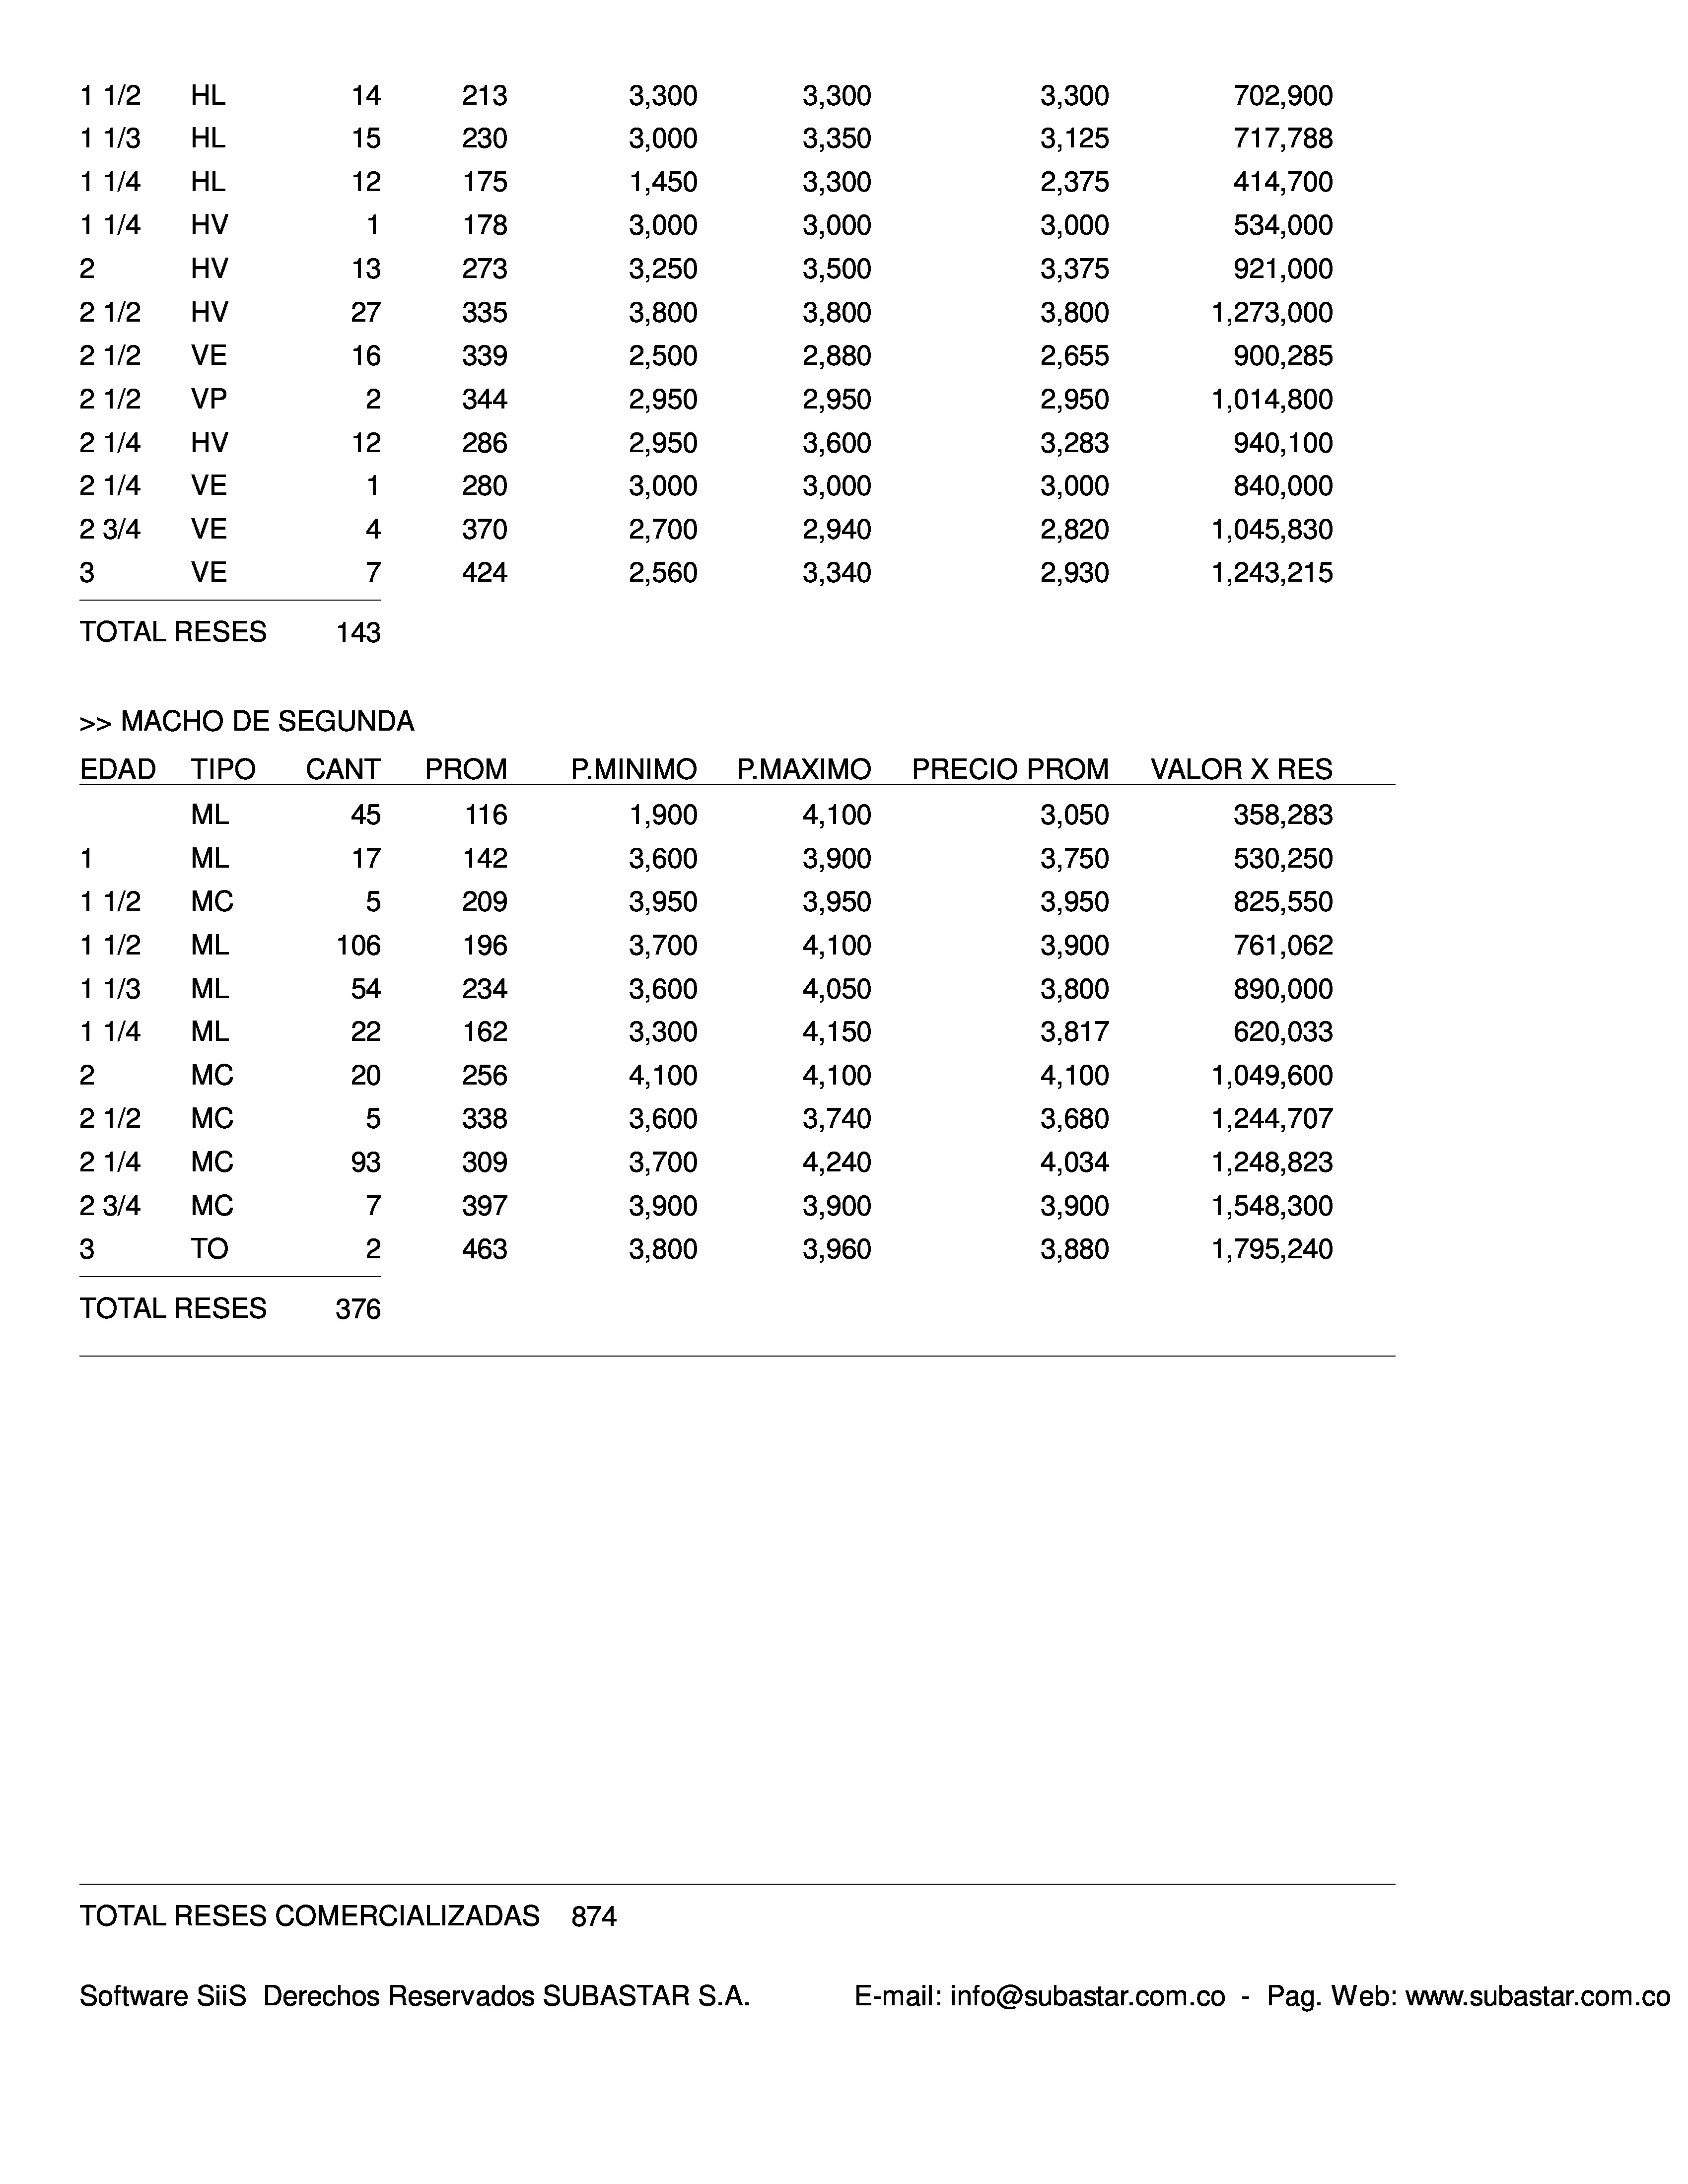 1 1/2 HL 14 213 3,300 3,300 3,300 702,900
1 1/3 HL 15 230 3,000 3,350 3,125 717,788
1 1/4 HL 12 175 1,450 3,300 2,375 414,700
1 1/4 HV 1 178 3,000 3,000 3,000 534,000
2 HV 13 273 3,250 3,500 3,375 921,000
2 1/2 HV 27 335 3,800 3,800 3,800 1,273,000
2 1/2 VE 16 339 2,500 2,880 2,655 900,285
2 1/2 VP 2 344 2,950 2,950 2,950 1,014,800
2 1/4 HV 12 286 2,950 3,600 3,283 940,100
2 1/4 VE 1 280 3,000 3,000 3,000 840,000
2 3/4 VE 4 370 2,700 2,940 2,820 1,045,830
3 VE 7 424 2,560 3,340 2,930 1,243,215
TOTAL RESES 143
>> MACHO DE SEGUNDA
EDAD TIPO CANT PROM P.MINIMO P.MAXIMO PRECIO PROM VALOR X RES
ML 45 116 1,900 4,100 3,050 358,283
1 ML 17 142 3,600 3,900 3,750 530,250
1 1/2 MC 5 209 3,950 3,950 3,950 825,550
1 1/2 ML 106 196 3,700 4,100 3,900 761,062
1 1/3 ML 54 234 3,600 4,050 3,800 890,000
1 1/4 ML 22 162 3,300 4,150 3,817 620,033
2 MC 20 256 4,100 4,100 4,100 1,049,600
2 1/2 MC 5 338 3,600 3,740 3,680 1,244,707
2 1/4 MC 93 309 3,700 4,240 4,034 1,248,823
2 3/4 MC 7 397 3,900 3,900 3,900 1,548,300
3 TO 2 463 3,800 3,960 3,880 1,795,240
TOTAL RESES 376
TOTAL RESES COMERCIALIZADAS 874
Software SiiS Derechos Reservados SUBASTAR S.A. E-mail: info@subastar.com.co - Pag. Web: www.subastar.com.co